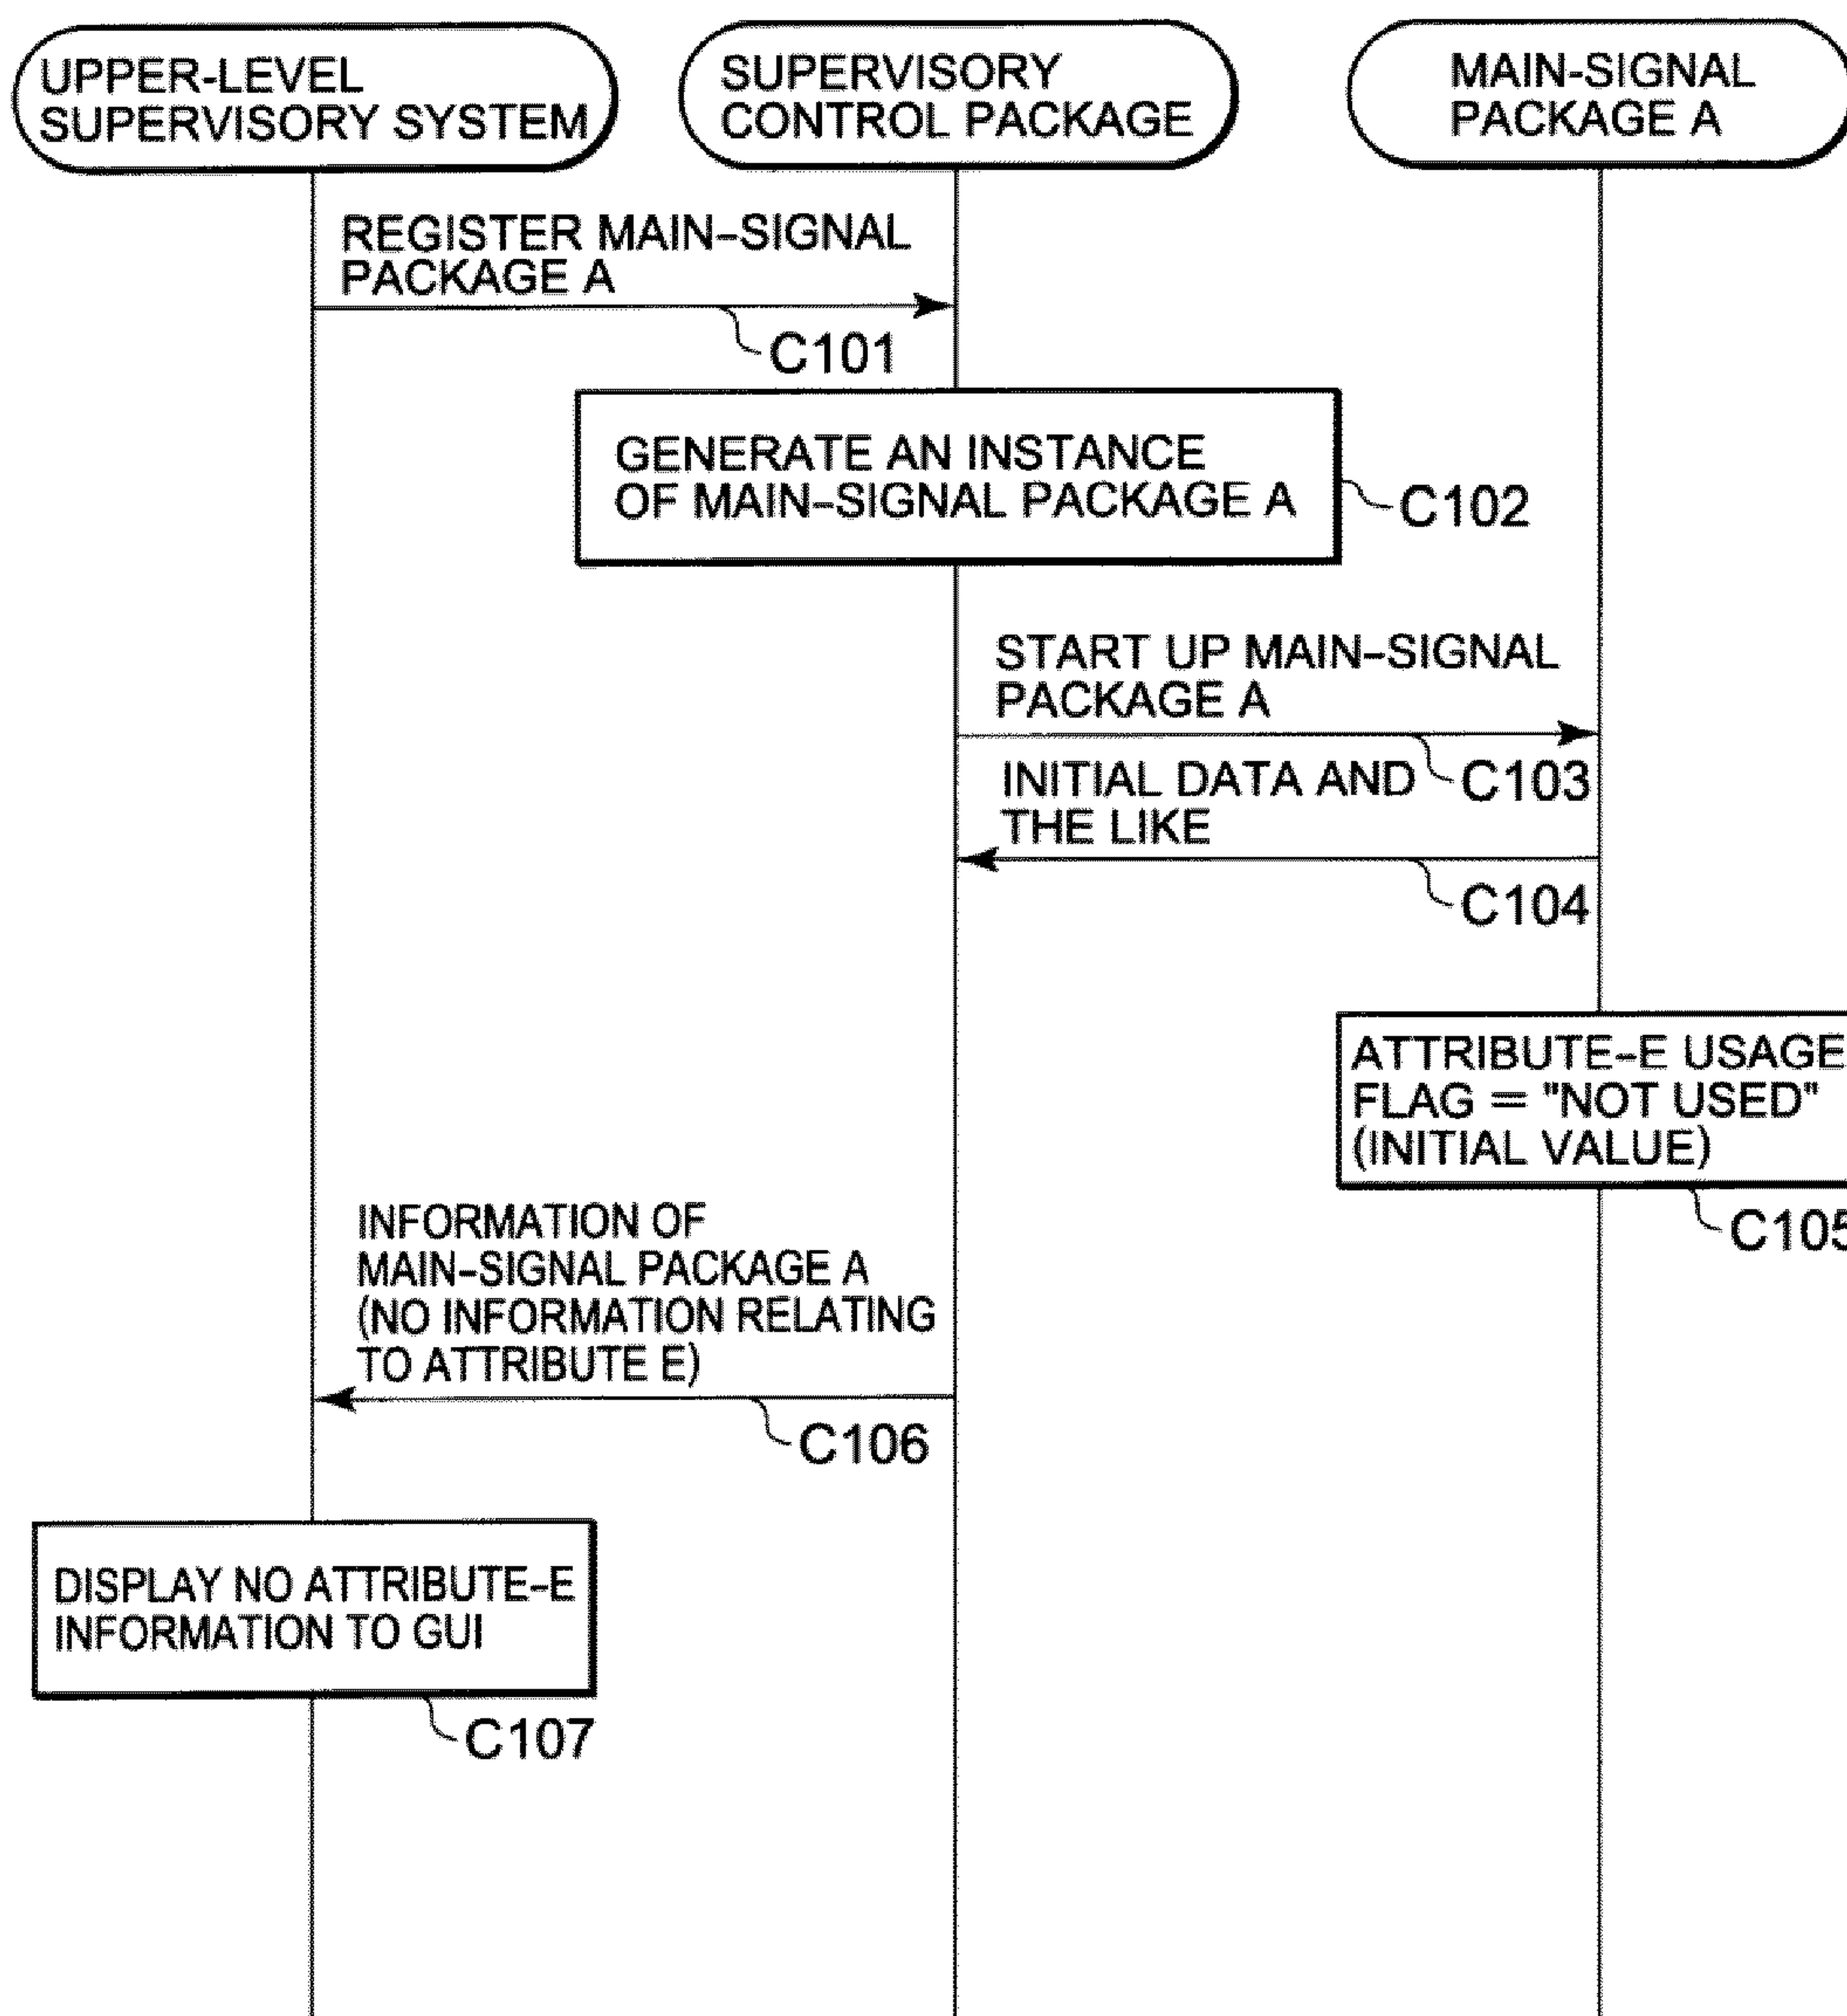 UPPER-LEVEL
SUPERVISORY SYSTEM
SUPERVISORY
CONTROL PACKAGE
MAIN-SIGNAL
PACKAGE A
REGISTER MAIN-SIGNAL
PACKAGE A
C101
GENERATE AN INSTANCE
OF MAIN-SIGNAL PACKAGE A
C102
START UP MAIN-SIGNAL
PACKAGE A
C103
INITIAL DATA AND
THE LIKE
C104
ATTRIBUTE-E USAGE
FLAG = "NOT USED"
(INITIAL VALUE)
C105
INFORMATION OF
MAIN-SIGNAL PACKAGE A
(NO INFORMATION RELATING
TO ATTRIBUTE E)
C106
DISPLAY NO ATTRIBUTE-E
INFORMATION TO GUI
C107